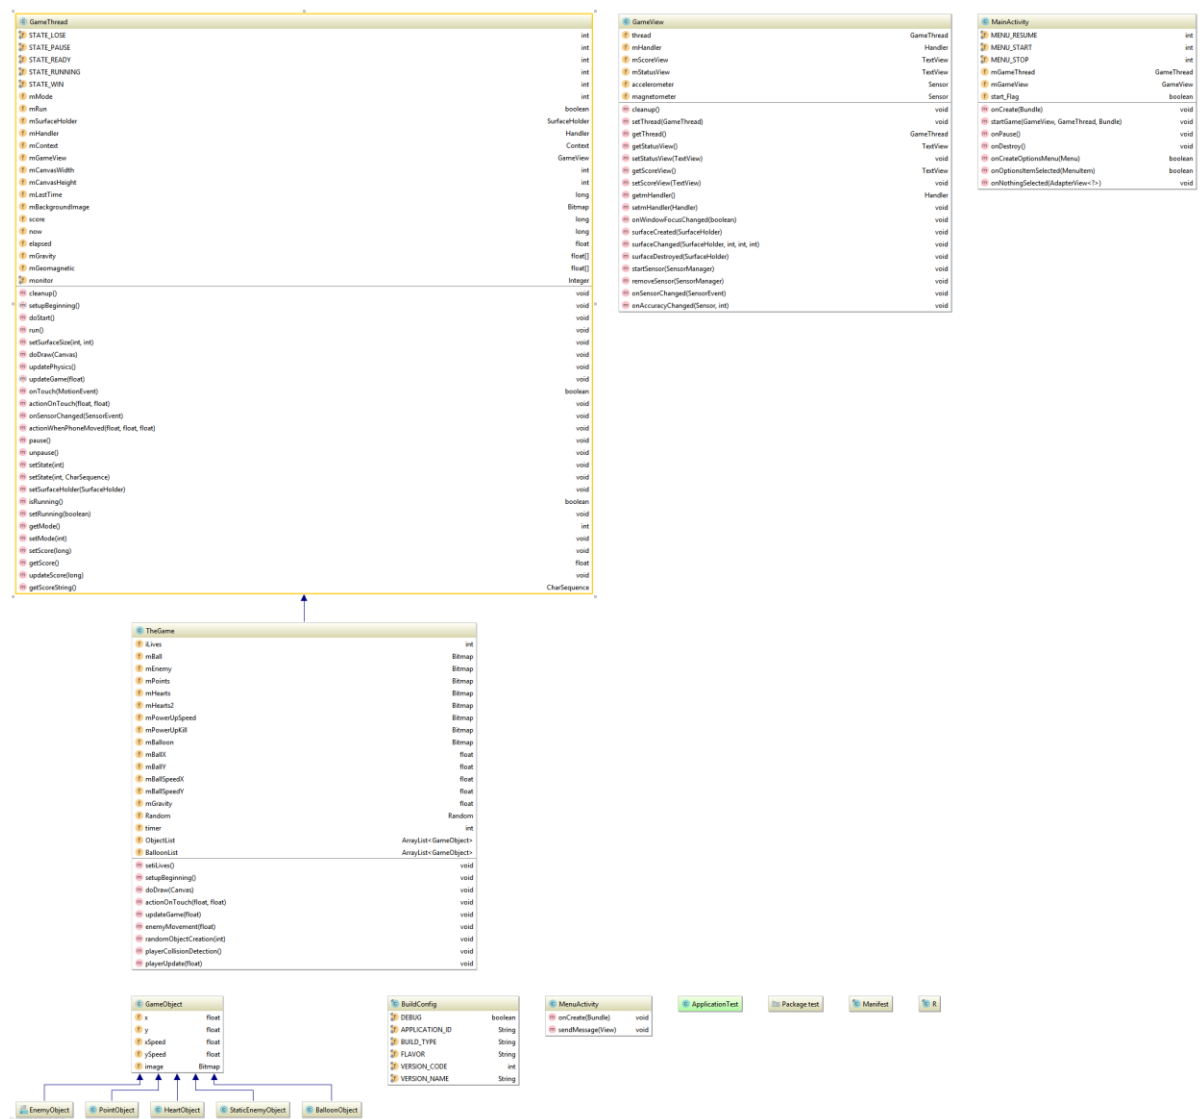 GameThread
STATE_LOSE int
STATE_PAUSE int
STATE_READY int
STATE_RUNNING int
STATE_WIN int
mMode int
mRun boolean
mSurfaceHolder SurfaceHolder
mHandler Handler
mContext Context
mGameView GameView
mCanvasWidth int
mCanvasHeight int
mLastTime long
mBackgroundImage Bitmap
score long
now long
elapsed float
mGravity float[]
mGeomagnetic float[]
monitor Integer
cleanup() void
setupBeginning() void
doStart() void
run() void
setSurfaceSize(int, int) void
doDraw(Canvas) void
updatePhysics() void
updateGame(float) void
onTouch(MotionEvent) boolean
actionOnTouch(float, float) void
onSensorChanged(SensorEvent) void
actionWhenPhoneMoved(float, float, float) void
pause() void
unpause() void
setState(int) void
setState(int, CharSequence) void
setSurfaceHolder(SurfaceHolder) void
isRunning() boolean
setRunning(boolean) void
getMode() int
setMode(int) void
setScore(long) void
getScore() float
updateScore(long) void
getScoreString() CharSequence
GameView
thread GameThread
mHandler Handler
mScoreView TextView
mStatusView TextView
accelerometer Sensor
magnetometer Sensor
cleanup() void
setThread(GameThread) void
getThread() GameThread
getStatusView() TextView
setStatusView(TextView) void
getScoreView() TextView
setScoreView(TextView) void
getmHandler() Handler
setmHandler(Handler) void
onWindowFocusChanged(boolean) void
surfaceCreated(SurfaceHolder) void
surfaceChanged(SurfaceHolder, int, int, int) void
surfaceDestroyed(SurfaceHolder) void
startSensor(SensorManager) void
removeSensor(SensorManager) void
onSensorChanged(SensorEvent) void
onAccuracyChanged(Sensor, int) void
MainActivity
MENU_RESUME int
MENU_START int
MENU_STOP int
mGameThread GameThread
mGameView GameView
start_Flag boolean
onCreate(Bundle) void
startGame(GameView, GameThread, Bundle) void
onPause() void
onDestroy() void
onCreateOptionsMenu(Menu) boolean
onOptionsItemSelected(MenuItem) boolean
onNothingSelected(AdapterView<?>) void
TheGame
iLives int
mBall Bitmap
mEnemy Bitmap
mPoints Bitmap
mHearts Bitmap
mHearts2 Bitmap
mPowerUpSpeed Bitmap
mPowerUpKill Bitmap
mBalloon Bitmap
mBallX float
mBallY float
mBallSpeedX float
mBallSpeedY float
mGravity float
Random Random
timer int
ObjectList ArrayList<GameObject>
BalloonList ArrayList<GameObject>
setiLives() void
setupBeginning() void
doDraw(Canvas) void
actionOnTouch(float, float) void
updateGame(float) void
enemyMovement(float) void
randomObjectCreation(int) void
playerCollisionDetection() void
playerUpdate(float) void
GameObject
x float
y float
xSpeed float
ySpeed float
image Bitmap
BuildConfig
DEBUG boolean
APPLICATION_ID String
BUILD_TYPE String
FLAVOR String
VERSION_CODE int
VERSION_NAME String
MenuActivity
onCreate(Bundle) void
sendMessage(View) void
ApplicationTest
Package test
Manifest
R
EnemyObject
PointObject
HeartObject
StaticEnemyObject
BalloonObject